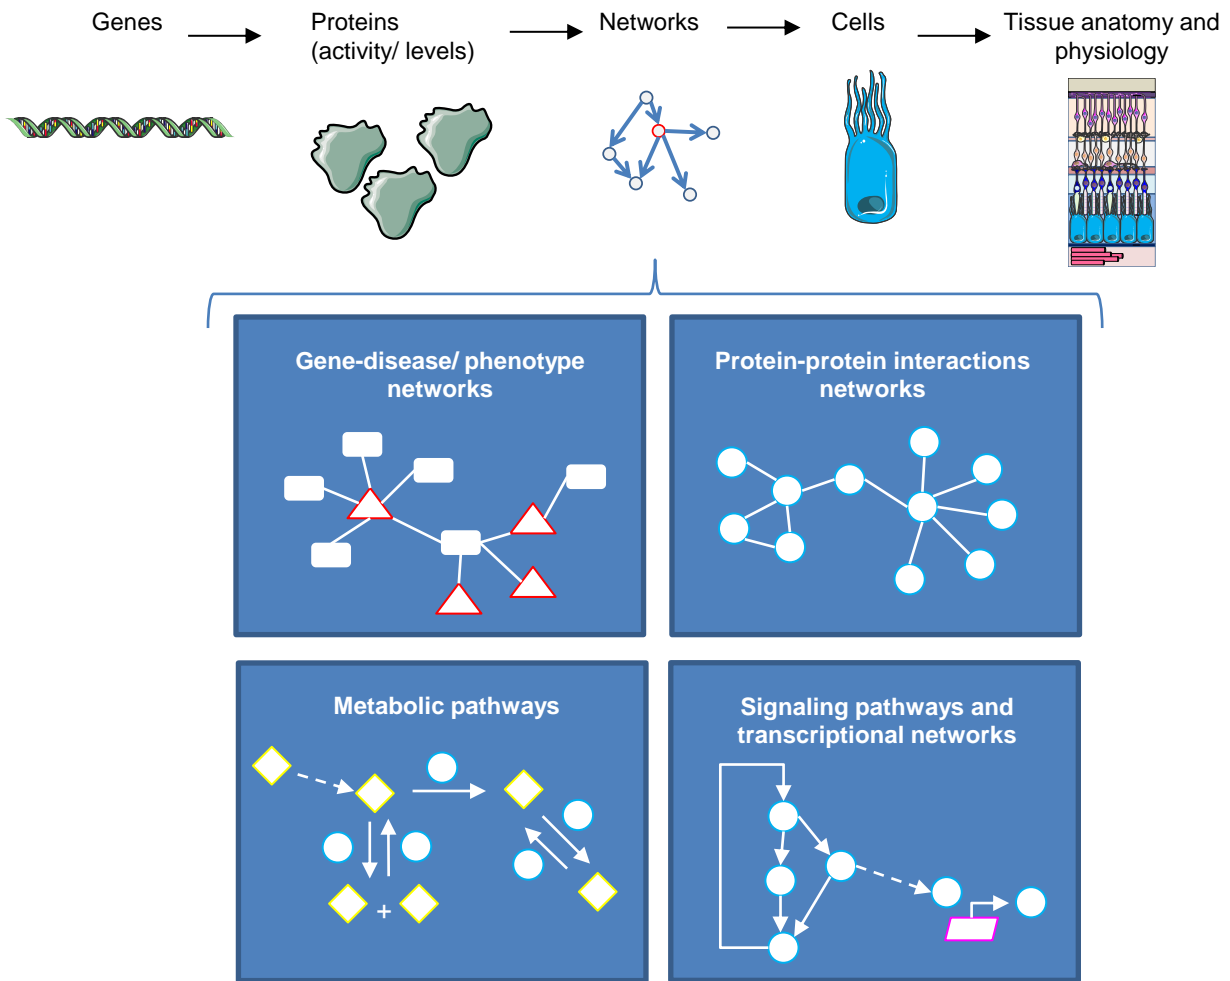 Genes
Proteins
(activity/ levels)
Networks
Cells
Tissue anatomy and
physiology
Gene-disease/ phenotype
networks
Protein-protein interactions
networks
Metabolic pathways
+
Signaling pathways and
transcriptional networks